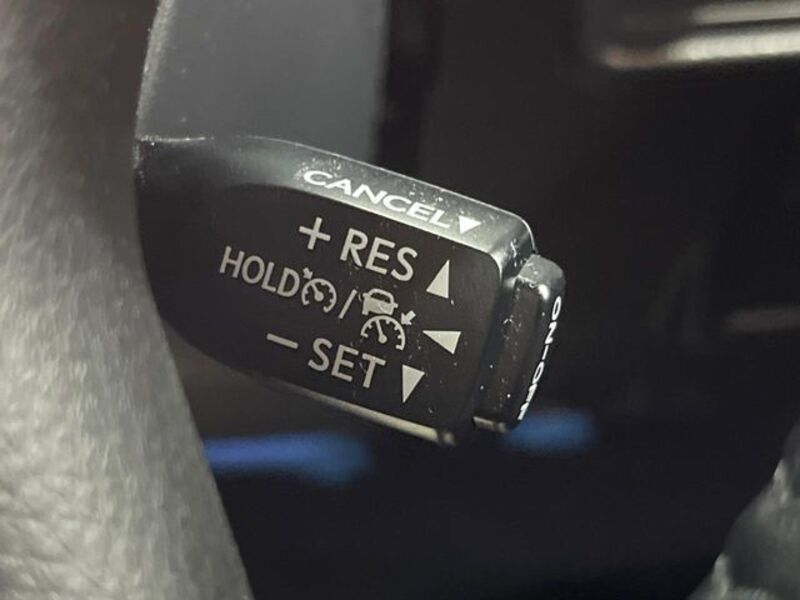 CANCEL▼
+ RES ▲
HOLD / ◀
− SET ▼
ON-OFF